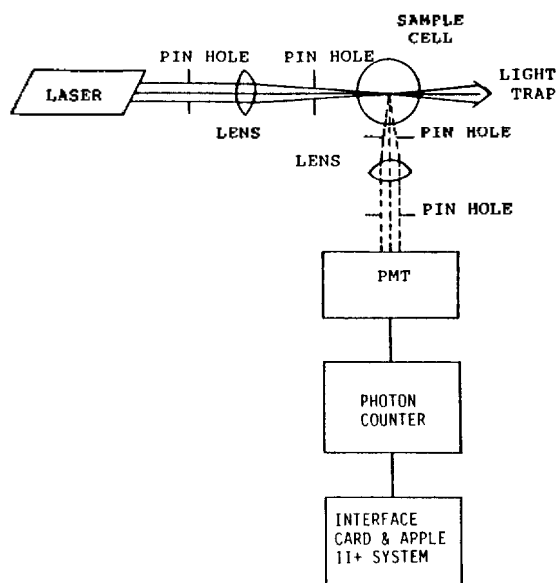 SAMPLE
CELL
PIN HOLE
PIN HOLE
LASER
LENS
LIGHT
TRAP
PIN HOLE
LENS
PIN HOLE
PMT
PHOTON
COUNTER
INTERFACE
CARD & APPLE
II+ SYSTEM